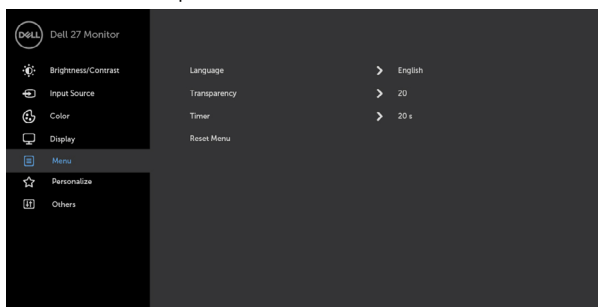 DELL Dell 27 Monitor
Brightness/Contrast
Input Source
Color
Display
Menu
Personalize
Others
Language English
Transparency 20
Timer 20 s
Reset Menu